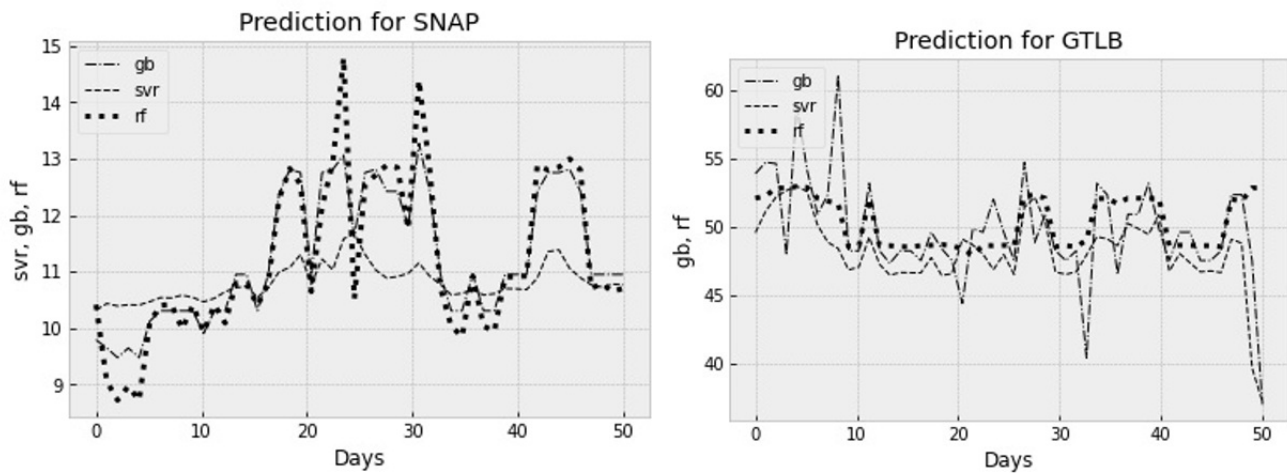 Prediction for SNAP
15
14
13
12
11
10
9
svr, gb, rf
gb
svr
rf
0 10 20 30 40 50
Days
Prediction for GTLB
60
55
50
45
40
gb, rf
gb
svr
rf
0 10 20 30 40 50
Days